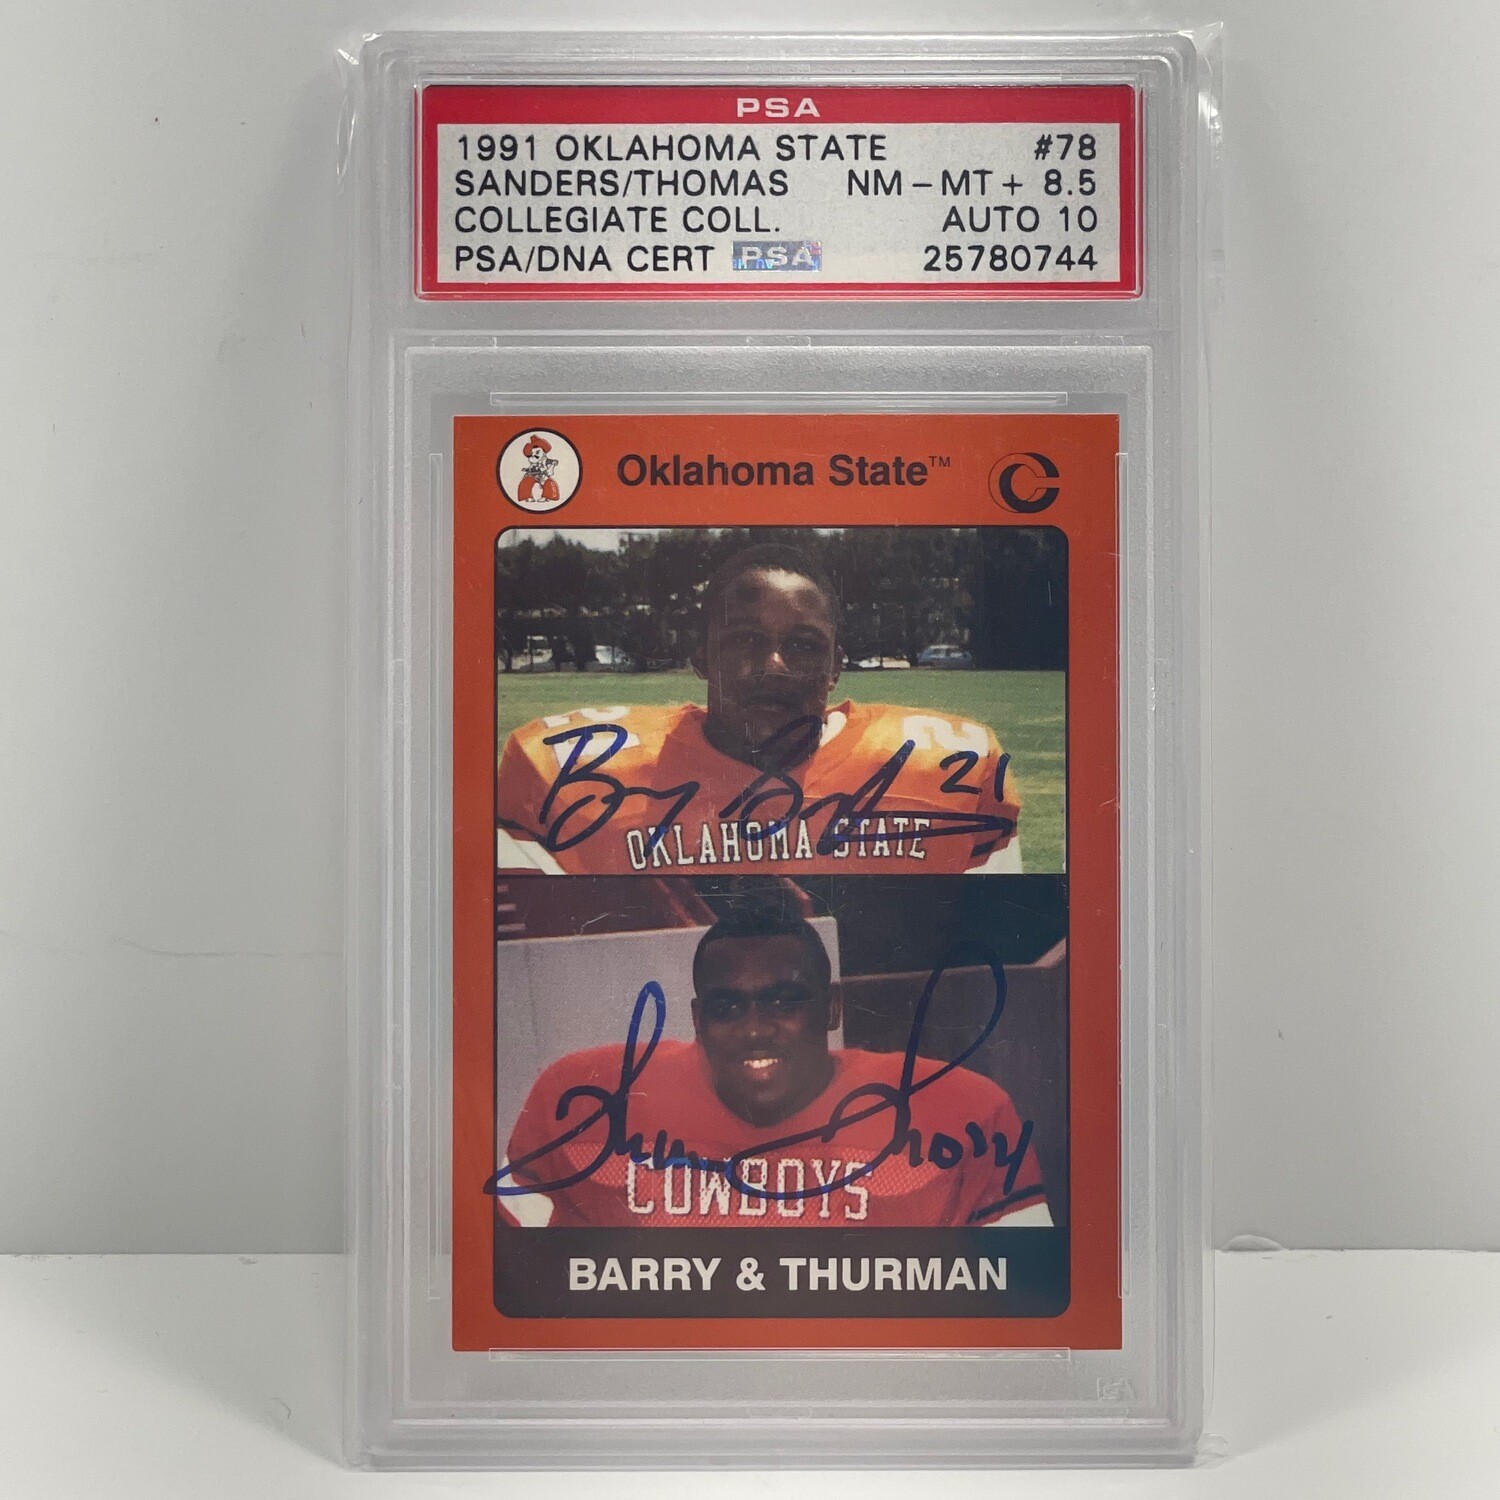 PSA
1991 OKLAHOMA STATE #78
SANDERS/THOMAS NM-MT+ 8.5
COLLEGIATE COLL. AUTO 10
PSA/DNA CERT PSA 25780744
Oklahoma State™
21
OKLAHOMA STATE
COWBOYS
BARRY & THURMAN